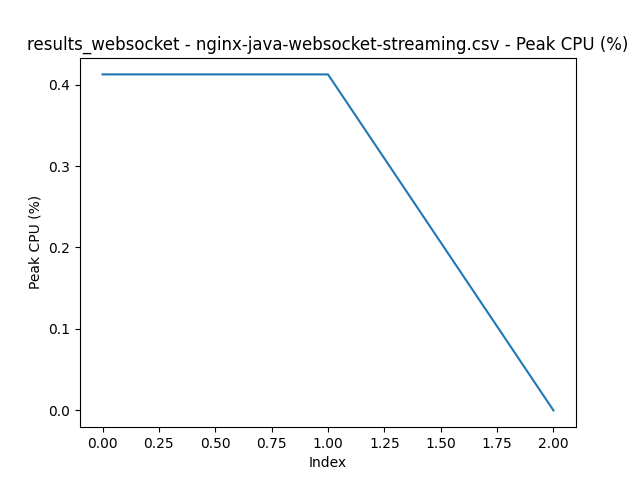 results_websocket - nginx-java-websocket-streaming.csv - Peak CPU (%)
0.4
0.3
0.2
0.1
0.0
Peak CPU (%)
0.00 0.25 0.50 0.75 1.00 1.25 1.50 1.75 2.00
Index